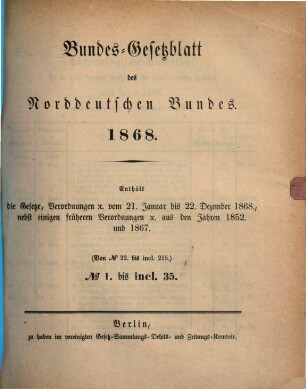 Bundes-Gesetzblatt
des
Norddeutschen Bundes.
1868.
Enthält
die Gesetze, Verordnungen ꝛc. vom 21. Januar bis 22. Dezember 1868.,
nebst einigen früheren Verordnungen ꝛc. aus den Jahren 1852.
und 1867.
(Von № 32. bis incl. 216.)
№ 1. bis incl. 35.
Berlin,
zu haben im vereinigten Gesetz-Sammlungs-Debits- und Zeitungs-Komtoir.